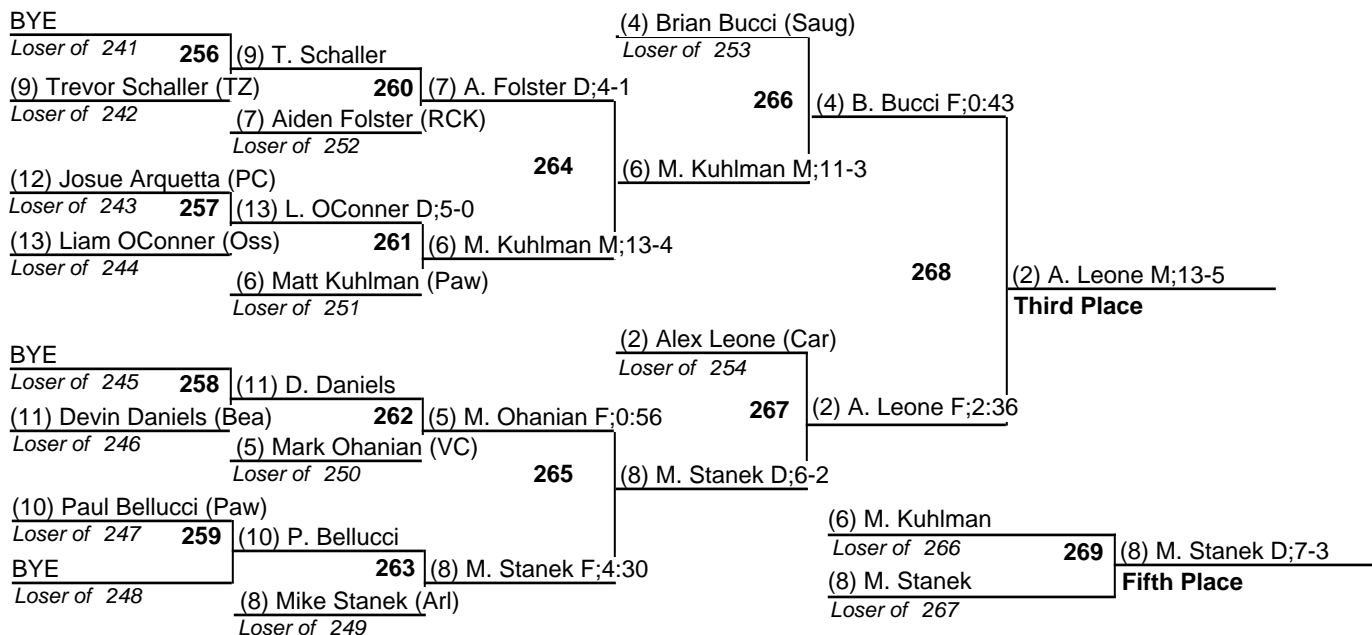 BYE
Loser of 241
256
(9) T. Schaller
(9) Trevor Schaller (TZ)
Loser of 242
260
(7) A. Folster D;4-1
(7) Aiden Folster (RCK)
Loser of 252
(12) Josue Arquetta (PC)
Loser of 243
257
(13) L. OConner D;5-0
(13) Liam OConner (Oss)
Loser of 244
261
(6) M. Kuhlman M;13-4
(6) Matt Kuhlman (Paw)
Loser of 251
264
(4) Brian Bucci (Saug)
Loser of 253
266
(4) B. Bucci F;0:43
(6) M. Kuhlman M;11-3
BYE
Loser of 245
258
(11) D. Daniels
(11) Devin Daniels (Bea)
Loser of 246
262
(5) M. Ohanian F;0:56
(5) Mark Ohanian (VC)
Loser of 250
(10) Paul Bellucci (Paw)
Loser of 247
259
(10) P. Bellucci
BYE
Loser of 248
263
(8) M. Stanek F;4:30
(8) Mike Stanek (Arl)
Loser of 249
265
(2) Alex Leone (Car)
Loser of 254
267
(2) A. Leone F;2:36
(8) M. Stanek D;6-2
268
(2) A. Leone M;13-5
Third Place
(6) M. Kuhlman
Loser of 266
269
(8) M. Stanek D;7-3
Fifth Place
(8) M. Stanek
Loser of 267